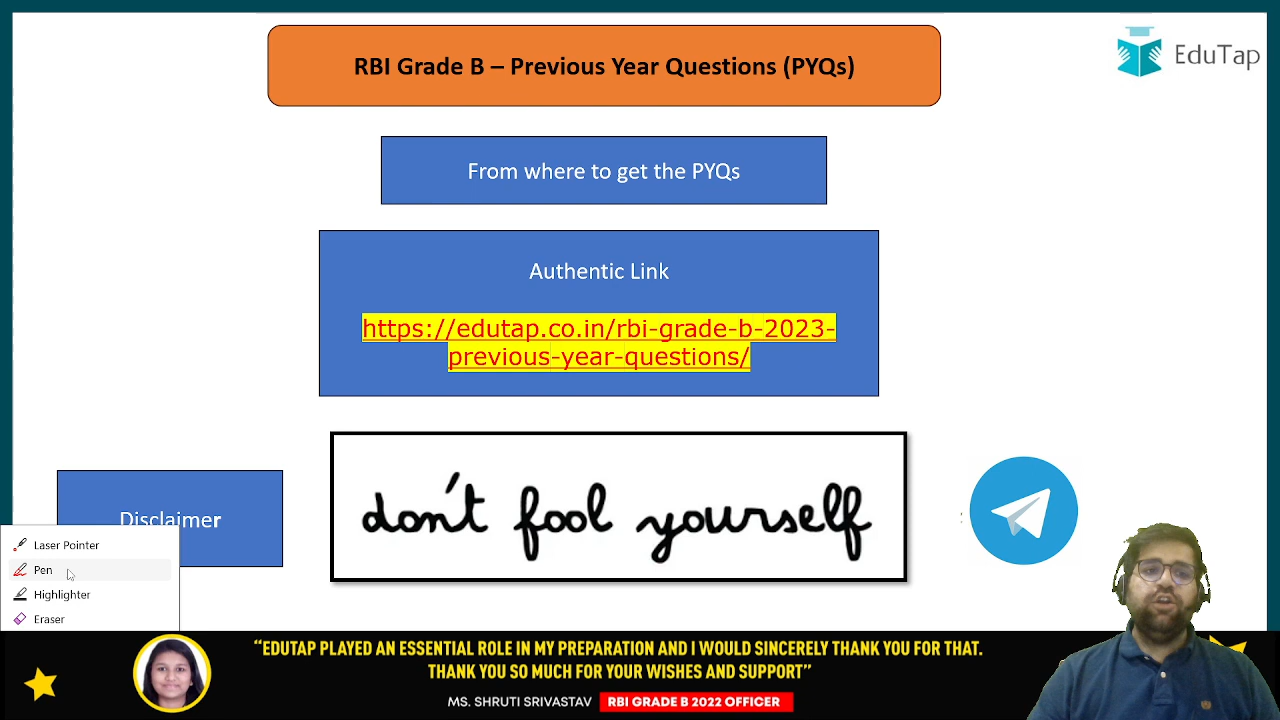 RBI Grade B – Previous Year Questions (PYQs)
EduTap
From where to get the PYQs
Authentic Link
https://edutap.co.in/rbi-grade-b-2023-
previous-year-questions/
Disclaimer
don't fool yourself
Laser Pointer
Pen
Highlighter
Eraser
“EDUTAP PLAYED AN ESSENTIAL ROLE IN MY PREPARATION AND I WOULD SINCERELY THANK YOU FOR THAT.
THANK YOU SO MUCH FOR YOUR WISHES AND SUPPORT”
MS. SHRUTI SRIVASTAV RBI GRADE B 2022 OFFICER